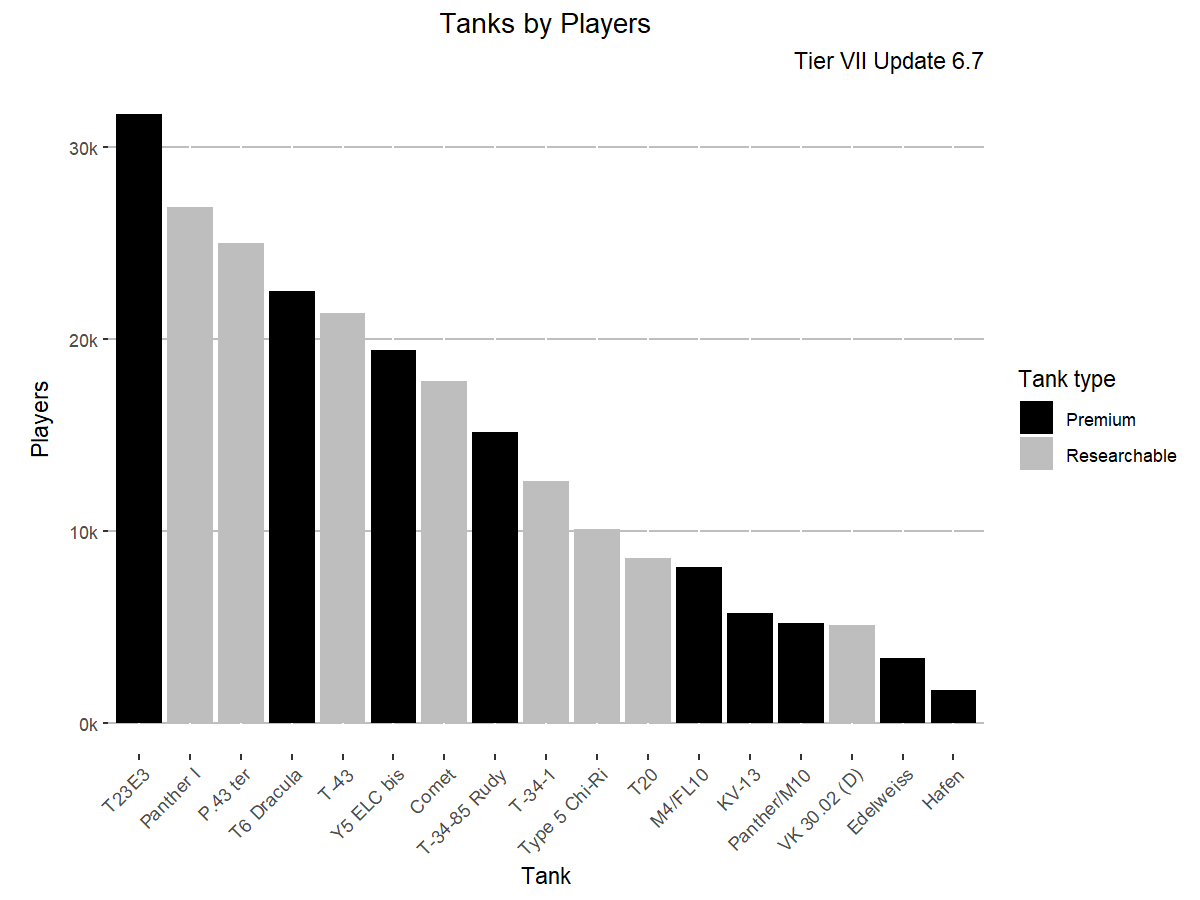 Tanks by Players
Tier VII Update 6.7
30k
20k
10k
0k
Players
T23E3
Panther I
P.43 ter
T6 Dracula
T-43
Y5 ELC bis
Comet
T-34-85 Rudy
T-34-1
Type 5 Chi-Ri
T20
M4/FL10
KV-13
Panther/M10
VK 30.02 (D)
Edelweiss
Hafen
Tank
Tank type
Premium
Researchable